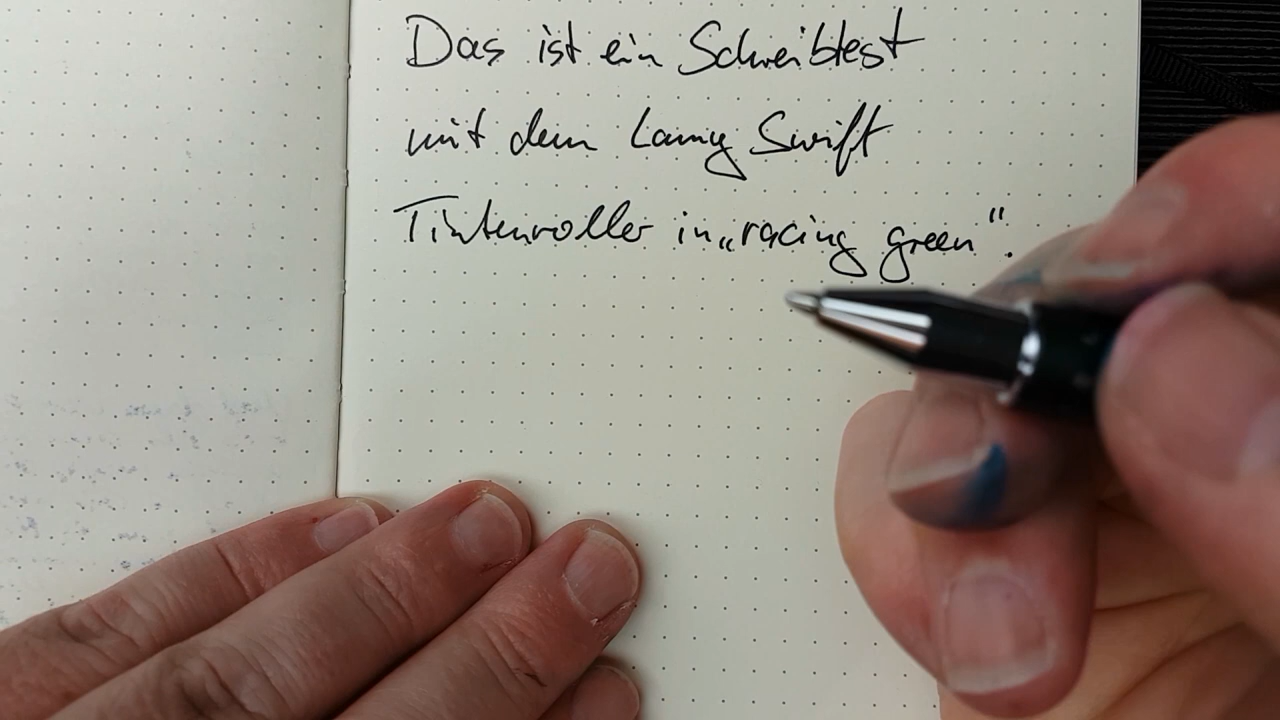 Das ist ein Schreibtest
mit dem Lamy Swift
Tintenroller in „racing green“.